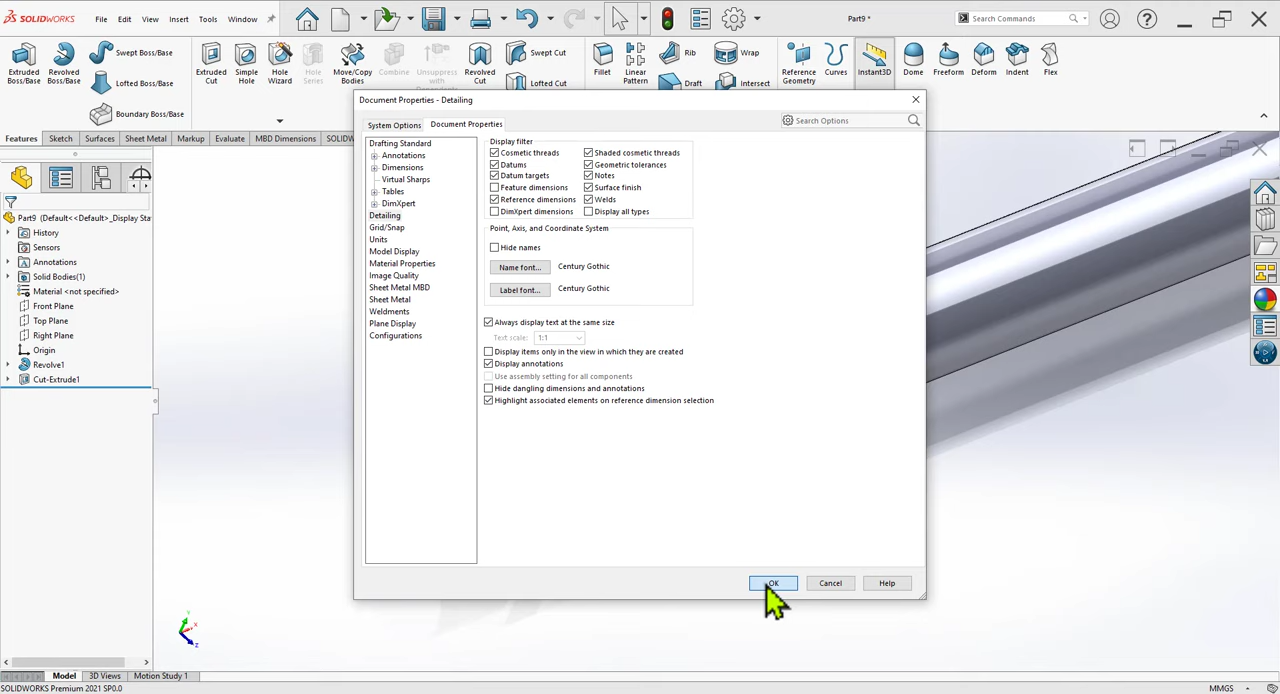 SOLIDWORKS File Edit View Insert Tools Window Part9 * Search Commands
Extruded Boss/Base Revolved Boss/Base Swept Boss/Base Lofted Boss/Base Boundary Boss/Base Extruded Cut Simple Hole Hole Wizard Hole Series Move/Copy Bodies Combine Unsuppress with Revolved Cut Swept Cut Lofted Cut Fillet Linear Pattern Rib Draft Wrap Intersect Reference Geometry Curves Instant3D Dome Freeform Deform Indent Flex
Features Sketch Surfaces Sheet Metal Markup Evaluate MBD Dimensions SOLIDW
Part9 (Default<<Default>_Display Sta
History
Sensors
Annotations
Solid Bodies(1)
Material <not specified>
Front Plane
Top Plane
Right Plane
Origin
Revolve1
Cut-Extrude1
Document Properties - Detailing
System Options Document Properties
Search Options
Drafting Standard
Annotations
Dimensions
Virtual Sharps
Tables
DimXpert
Detailing
Grid/Snap
Units
Model Display
Material Properties
Image Quality
Sheet Metal MBD
Sheet Metal
Weldments
Plane Display
Configurations
Display filter
Cosmetic threads Shaded cosmetic threads
Datums Geometric tolerances
Datum targets Notes
Feature dimensions Surface finish
Reference dimensions Welds
DimXpert dimensions Display all types
Point, Axis, and Coordinate System
Hide names
Name font... Century Gothic
Label font... Century Gothic
Always display text at the same size
Text scale: 1:1
Display items only in the view in which they are created
Display annotations
Use assembly setting for all components
Hide dangling dimensions and annotations
Highlight associated elements on reference dimension selection
OK Cancel Help
Y
X
Z
Model 3D Views Motion Study 1
SOLIDWORKS Premium 2021 SP0.0 MMGS